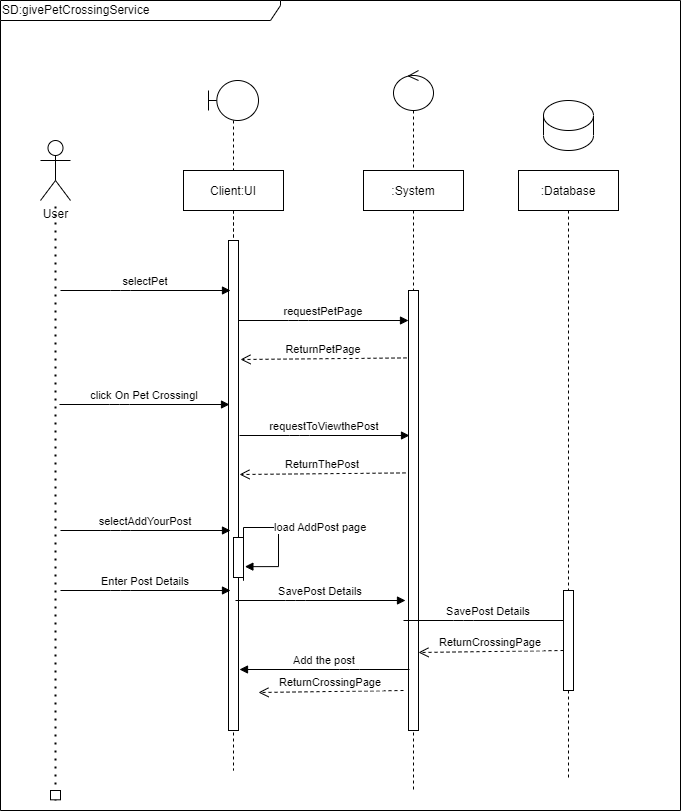 SD:givePetCrossingService
User
Client:UI
:System
:Database
selectPet
requestPetPage
ReturnPetPage
click On Pet CrossingI
requestToViewthePost
ReturnThePost
selectAddYourPost
load AddPost page
Enter Post Details
SavePost Details
SavePost Details
ReturnCrossingPage
Add the post
ReturnCrossingPage